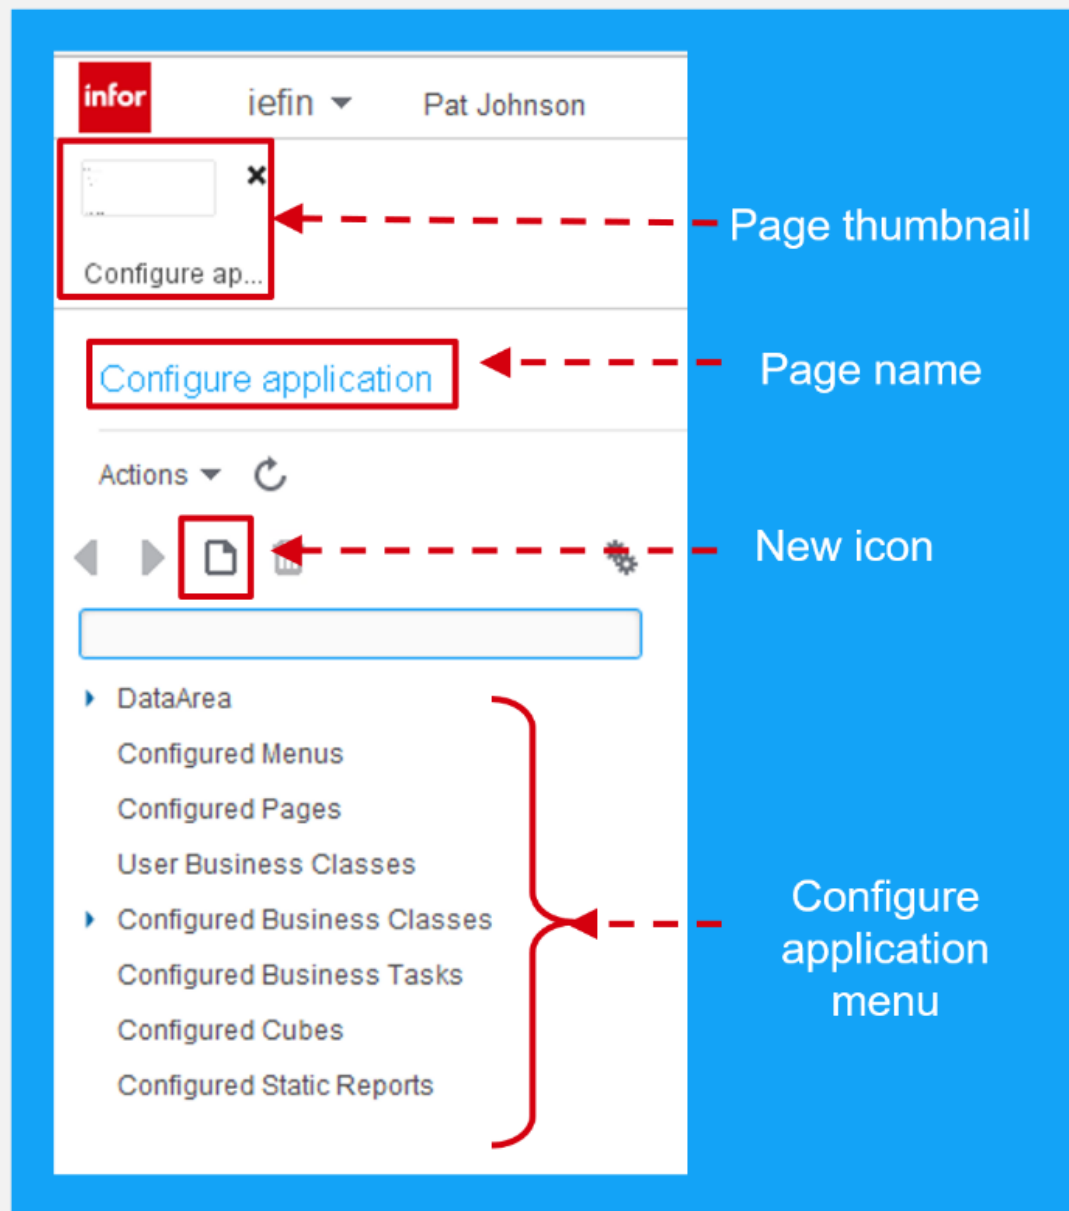 infor
iefin
Pat Johnson
Configure ap...
Page thumbnail
Configure application
Page name
Actions
New icon
DataArea
Configured Menus
Configured Pages
User Business Classes
Configured Business Classes
Configured Business Tasks
Configured Cubes
Configured Static Reports
Configure
application
menu